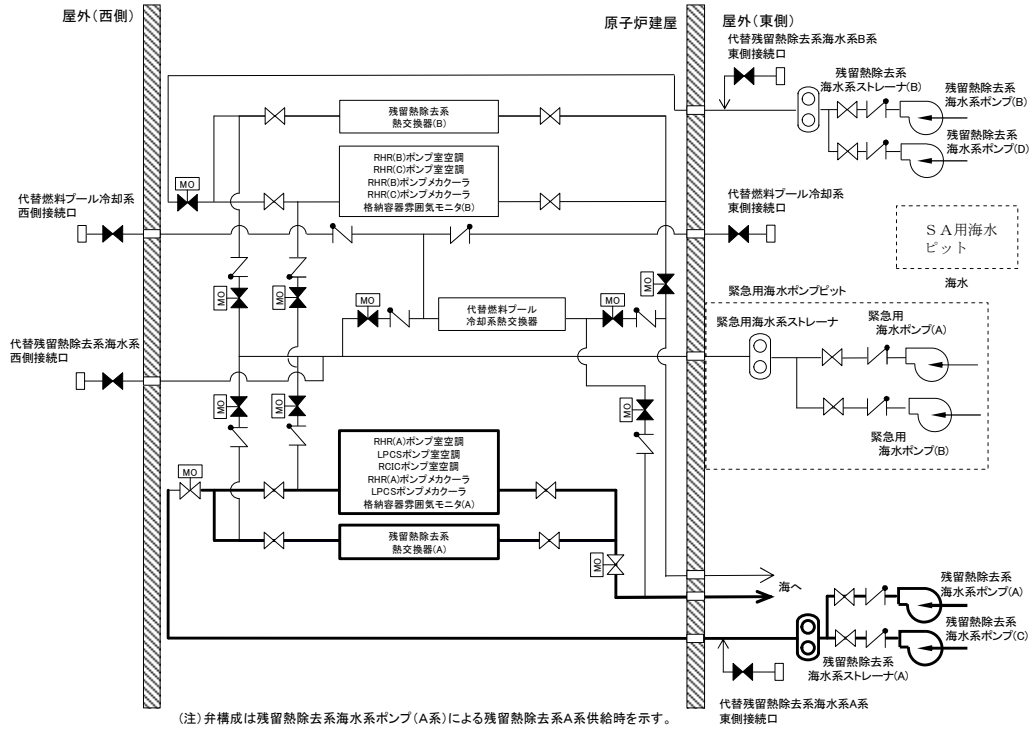 屋外(西側)
原子炉建屋
屋外(東側)
代替残留熱除去系海水系B系
東側接続口
残留熱除去系
海水系ストレーナ(B)
残留熱除去系
海水系ポンプ(B)
残留熱除去系
海水系ポンプ(D)
残留熱除去系
熱交換器(B)
RHR(B)ポンプ室空調
RHR(C)ポンプ室空調
RHR(B)ポンプメカクーラ
RHR(C)ポンプメカクーラ
格納容器雰囲気モニタ(B)
MO
代替燃料プール冷却系
西側接続口
代替燃料プール冷却系
東側接続口
SA用海水
ピット
海水
MO
MO
MO
MO
MO
代替燃料プール
冷却系熱交換器
緊急用海水ポンプピット
緊急用海水系ストレーナ
緊急用
海水ポンプ(A)
代替残留熱除去系海水系
西側接続口
MO
MO
MO
緊急用
海水ポンプ(B)
RHR(A)ポンプ室空調
LPCSポンプ室空調
RCICポンプ室空調
RHR(A)ポンプメカクーラ
LPCSポンプメカクーラ
格納容器雰囲気モニタ(A)
MO
残留熱除去系
熱交換器(A)
MO
海へ
残留熱除去系
海水系ポンプ(A)
残留熱除去系
海水系ポンプ(C)
残留熱除去系
海水系ストレーナ(A)
代替残留熱除去系海水系A系
東側接続口
(注)弁構成は残留熱除去系海水系ポンプ(A系)による残留熱除去系A系供給時を示す。